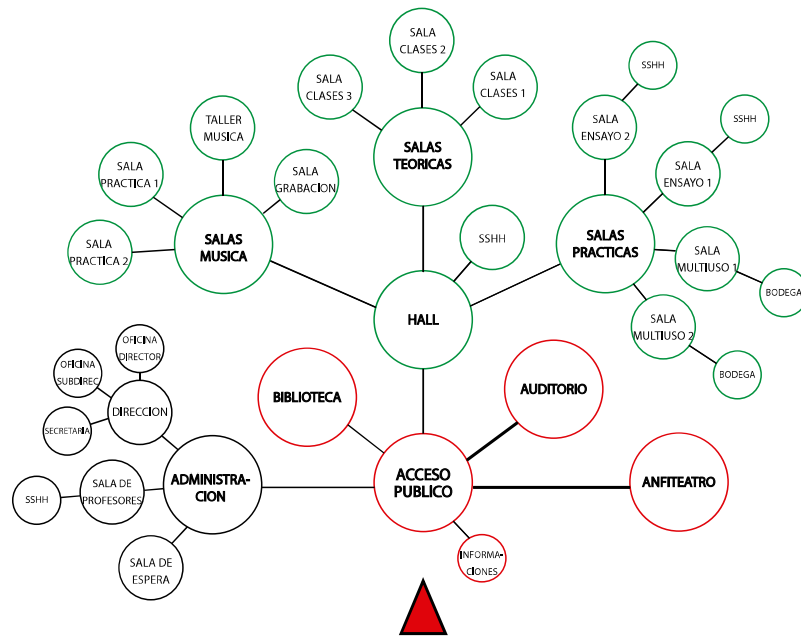 SALA
CLASES 2
SALA
CLASES 3
SALA
CLASES 1
SALAS
TEORICAS
TALLER
MUSICA
SALA
PRACTICA 1
SALA
GRABACION
SALA
PRACTICA 2
SALAS
MUSICA
SSHH
SALA
ENSAYO 2
SSHH
SALA
ENSAYO 1
SALAS
PRACTICAS
SALA
MULTIUSO 1
BODEGA
SALA
MULTIUSO 2
BODEGA
SSHH
HALL
OFICINA
DIRECTOR
OFICINA
SUBDIREC
SECRETARIA
DIRECCION
BIBLIOTECA
AUDITORIO
ADMINISTRA-
CION
ACCESO
PUBLICO
ANFITEATRO
SALA DE
PROFESORES
SSHH
SALA DE
ESPERA
INFORMA-
CIONES